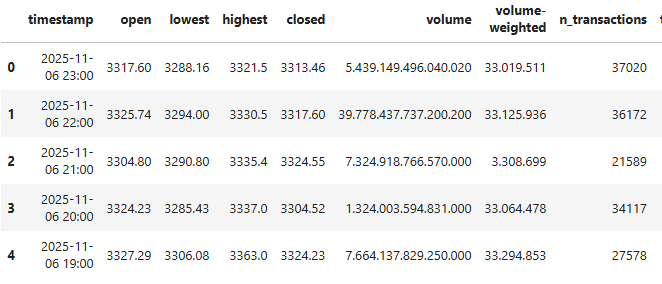 timestamp open lowest highest closed volume volume-weighted n_transactions
0 2025-11-06 23:00 3317.60 3288.16 3321.5 3313.46 5.439.149.496.040.020 33.019.511 37020
1 2025-11-06 22:00 3325.74 3294.00 3330.5 3317.60 39.778.437.737.200.200 33.125.936 36172
2 2025-11-06 21:00 3304.80 3290.80 3335.4 3324.55 7.324.918.766.570.000 3.308.699 21589
3 2025-11-06 20:00 3324.23 3285.43 3337.0 3304.52 1.324.003.594.831.000 33.064.478 34117
4 2025-11-06 19:00 3327.29 3306.08 3363.0 3324.23 7.664.137.829.250.000 33.294.853 27578